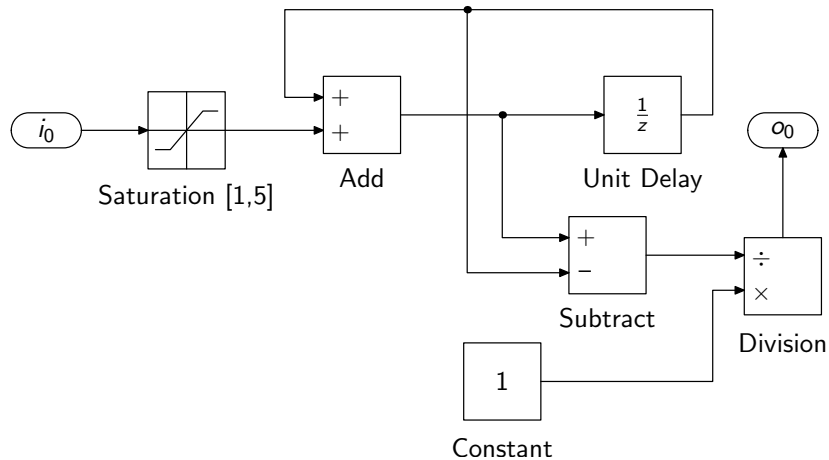 i₀
Saturation [1,5]
+
+
Add
1/z
Unit Delay
o₀
+
−
Subtract
÷
×
Division
1
Constant